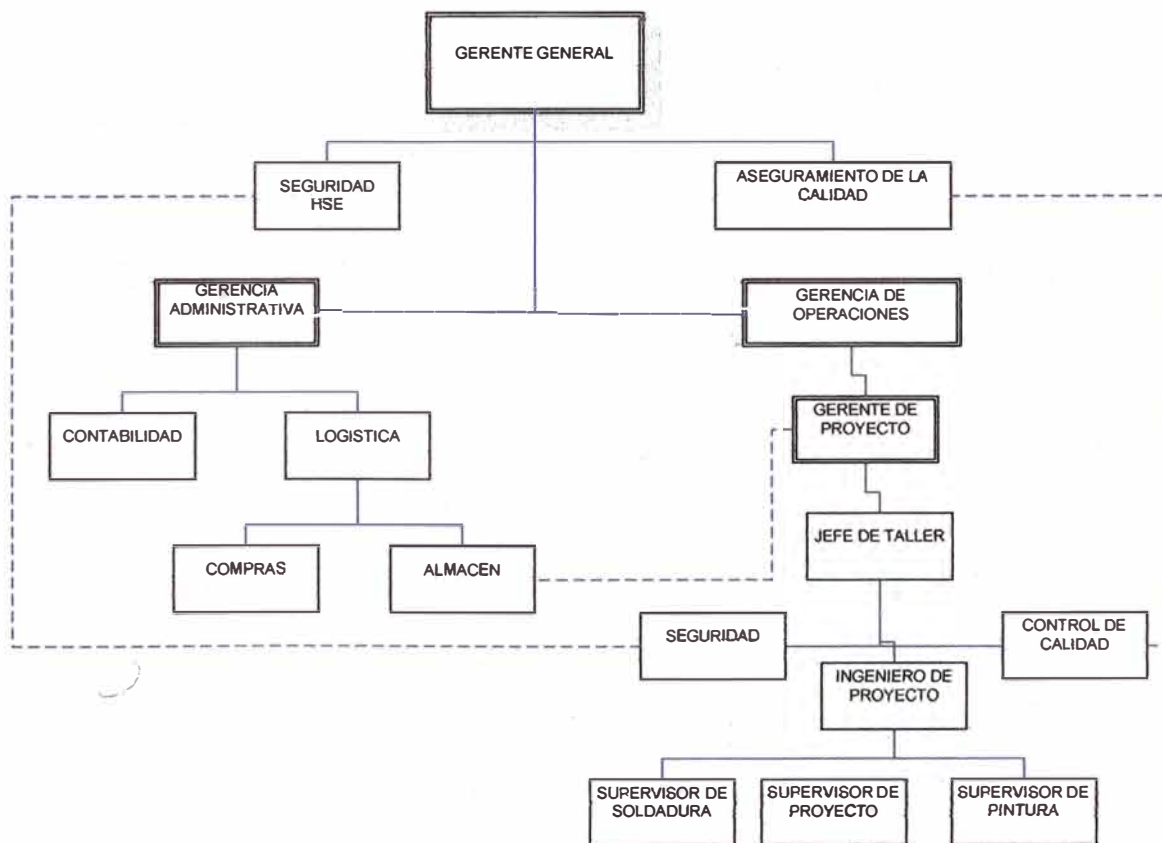 GERENTE GENERAL
SEGURIDAD
HSE
ASEGURAMIENTO DE LA
CALIDAD
GERENCIA
ADMINISTRATIVA
GERENCIA DE
OPERACIONES
CONTABILIDAD
LOGISTICA
GERENTE DE
PROYECTO
COMPRAS
ALMACEN
JEFE DE TALLER
SEGURIDAD
CONTROL DE
CALIDAD
INGENIERO DE
PROYECTO
SUPERVISOR DE
SOLDADURA
SUPERVISOR DE
PROYECTO
SUPERVISOR DE
PINTURA